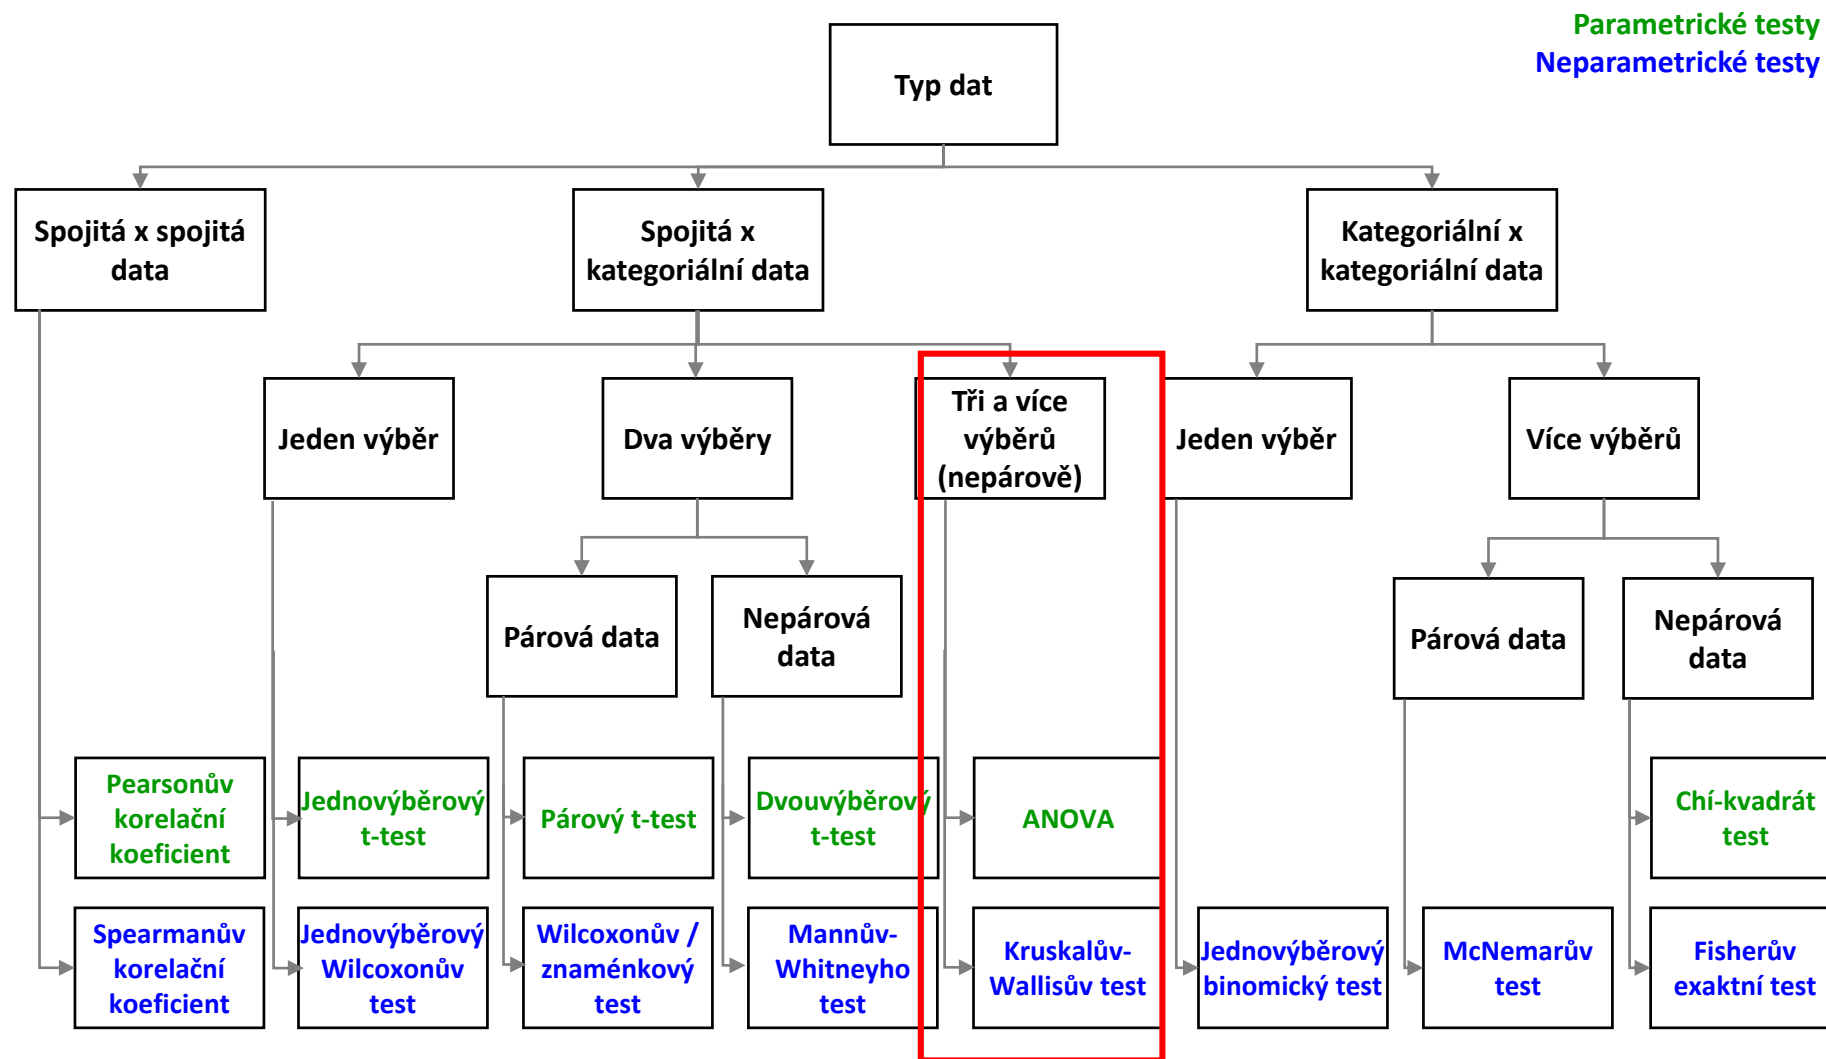 Parametrické testy
Neparametrické testy
Typ dat
Spojitá x spojitá
data
Spojitá x
kategoriální data
Kategoriální x
kategoriální data
Jeden výběr
Dva výběry
Tři a více
výběrů
(nepárově)
Jeden výběr
Více výběrů
Párová data
Nepárová
data
Párová data
Nepárová
data
Pearsonův
korelační
koeficient
Jednovýběrový
t-test
Párový t-test
Dvouvýběrový
t-test
ANOVA
Chí-kvadrát
test
Spearmanův
korelační
koeficient
Jednovýběrový
Wilcoxonův
test
Wilcoxonův /
znaménkový
test
Mannův-
Whitneyho
test
Kruskalův-
Wallisův test
Jednovýběrový
binomický test
McNemarův
test
Fisherův
exaktní test